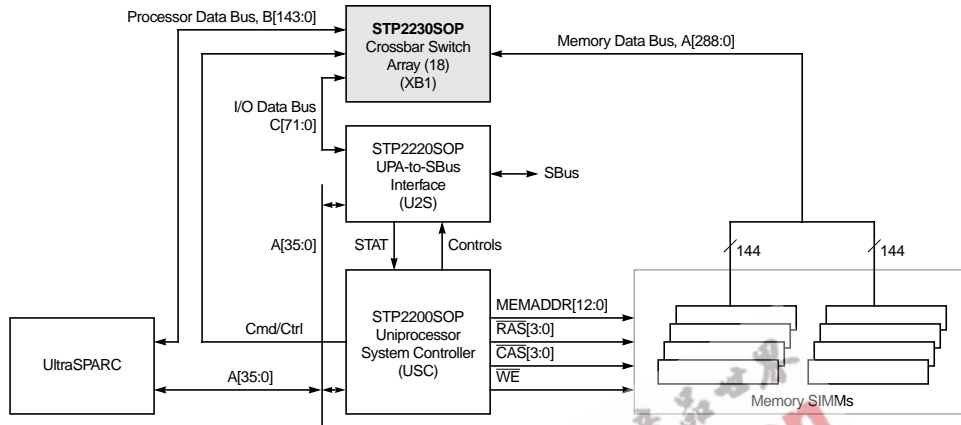 Processor Data Bus, B[143:0]
STP2230SOP
Crossbar Switch
Array (18)
(XB1)
Memory Data Bus, A[288:0]
I/O Data Bus
C[71:0]
STP2220SOP
UPA-to-SBus
Interface
(U2S)
SBus
A[35:0]
STAT
Controls
144
144
STP2200SOP
Uniprocessor
System Controller
(USC)
MEMADDR[12:0]
RAS[3:0]
CAS[3:0]
WE
Cmd/Ctrl
UltraSPARC
A[35:0]
Memory SIMMs